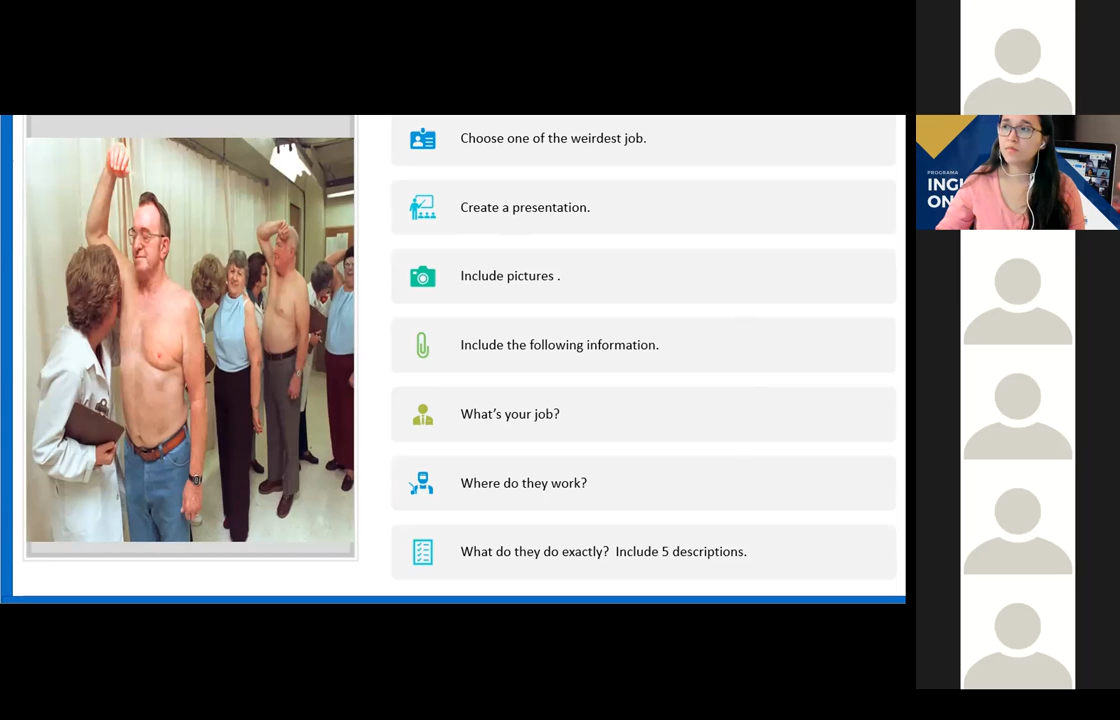 Choose one of the weirdest job.
Create a presentation.
Include pictures .
Include the following information.
What's your job?
Where do they work?
What do they do exactly?  Include 5 descriptions.
PROGRAMA